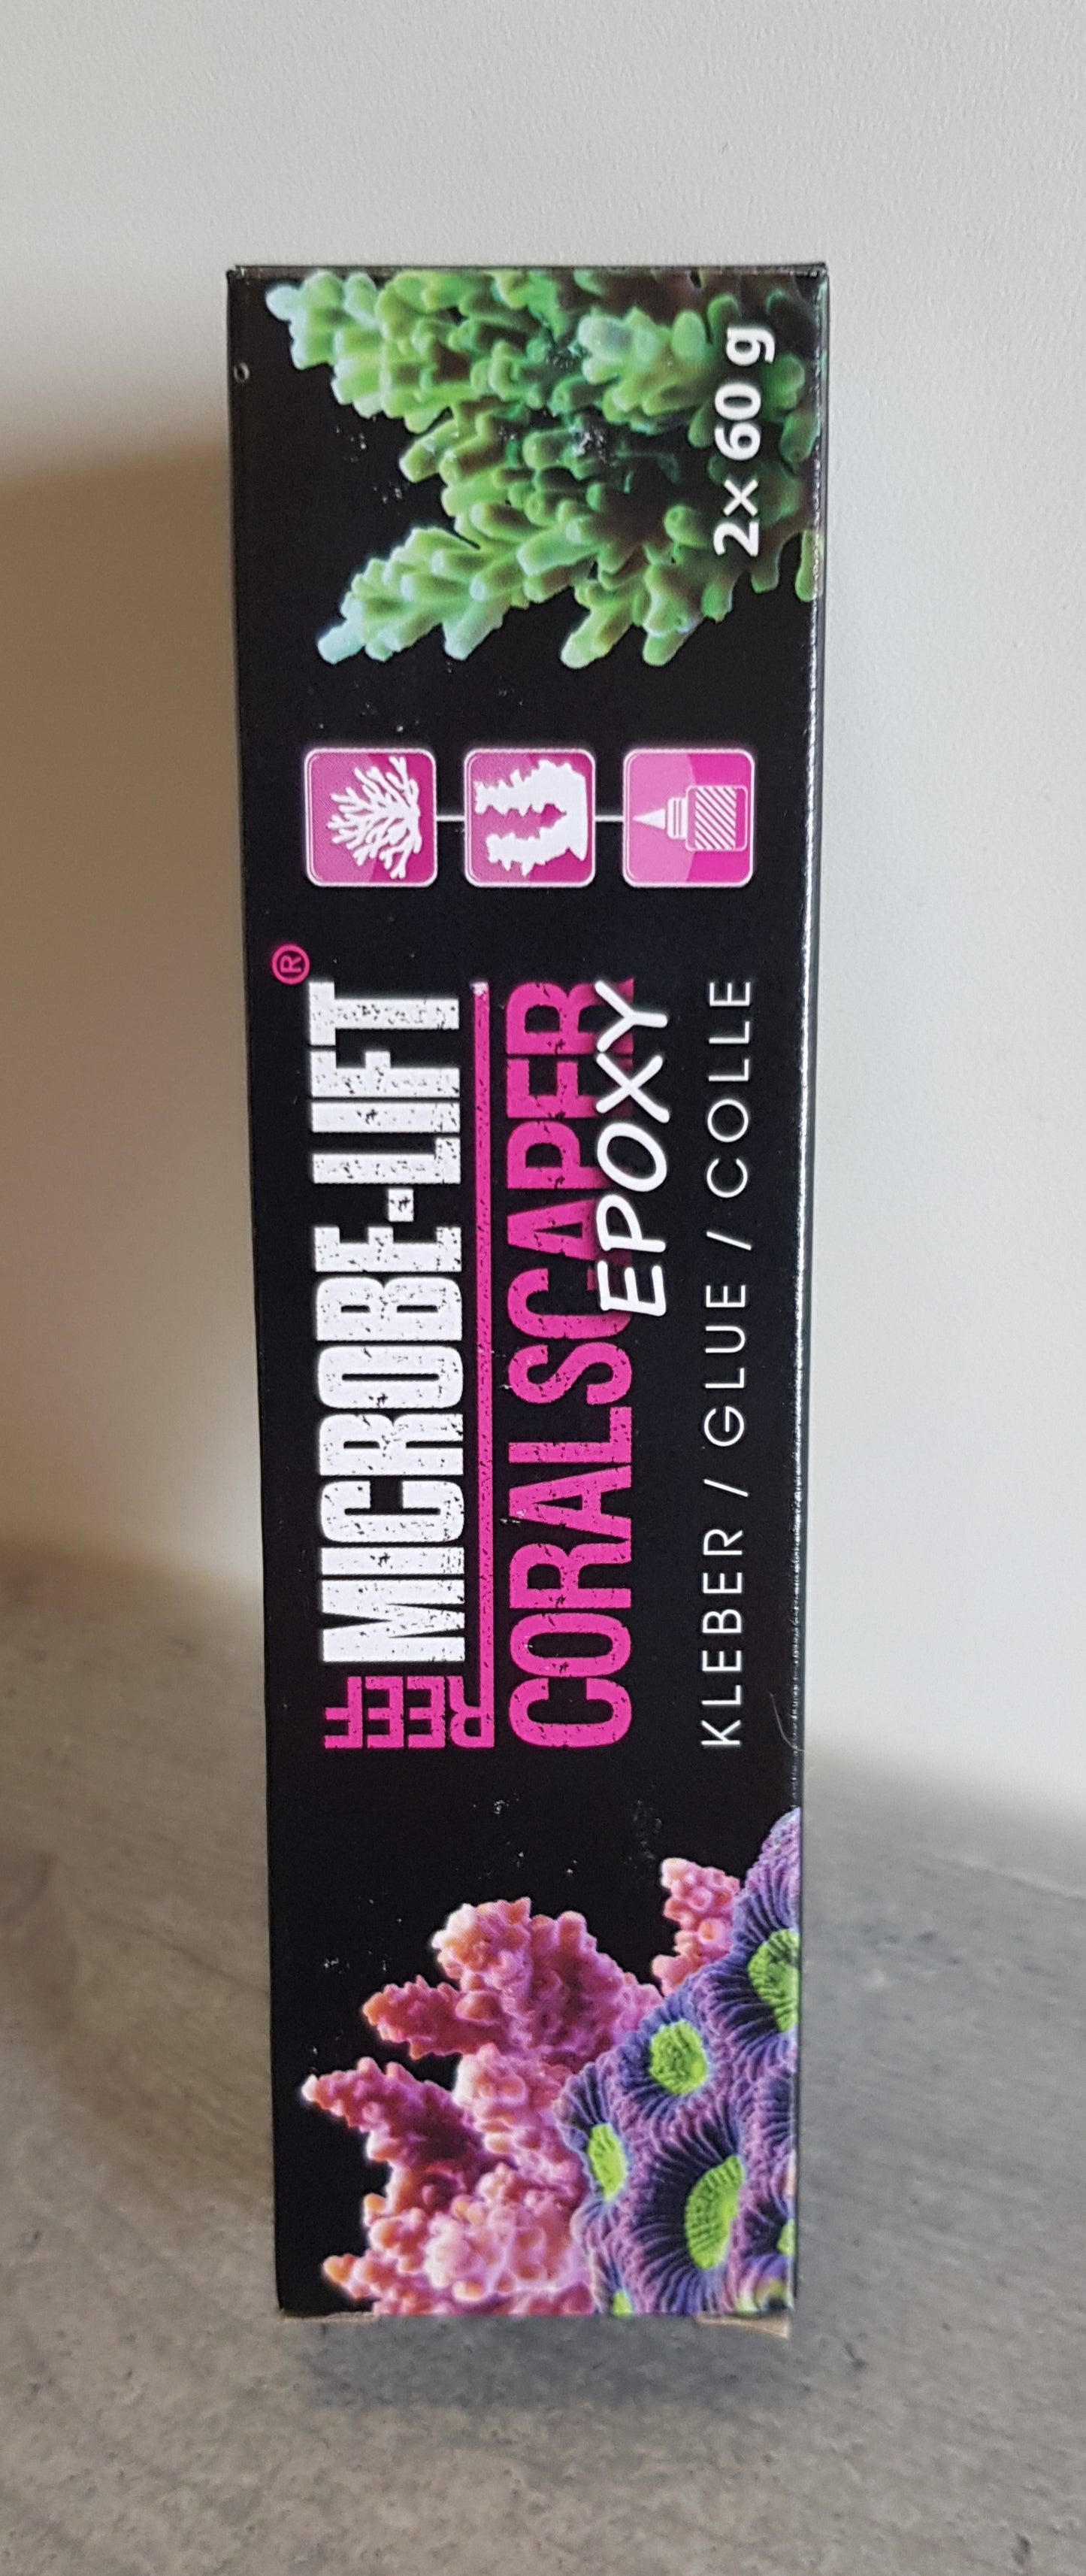 REEF
MICROBE-LIFT®
CORALSCAPER
EPOXY
KLEBER / GLUE / COLLE
2x 60 g